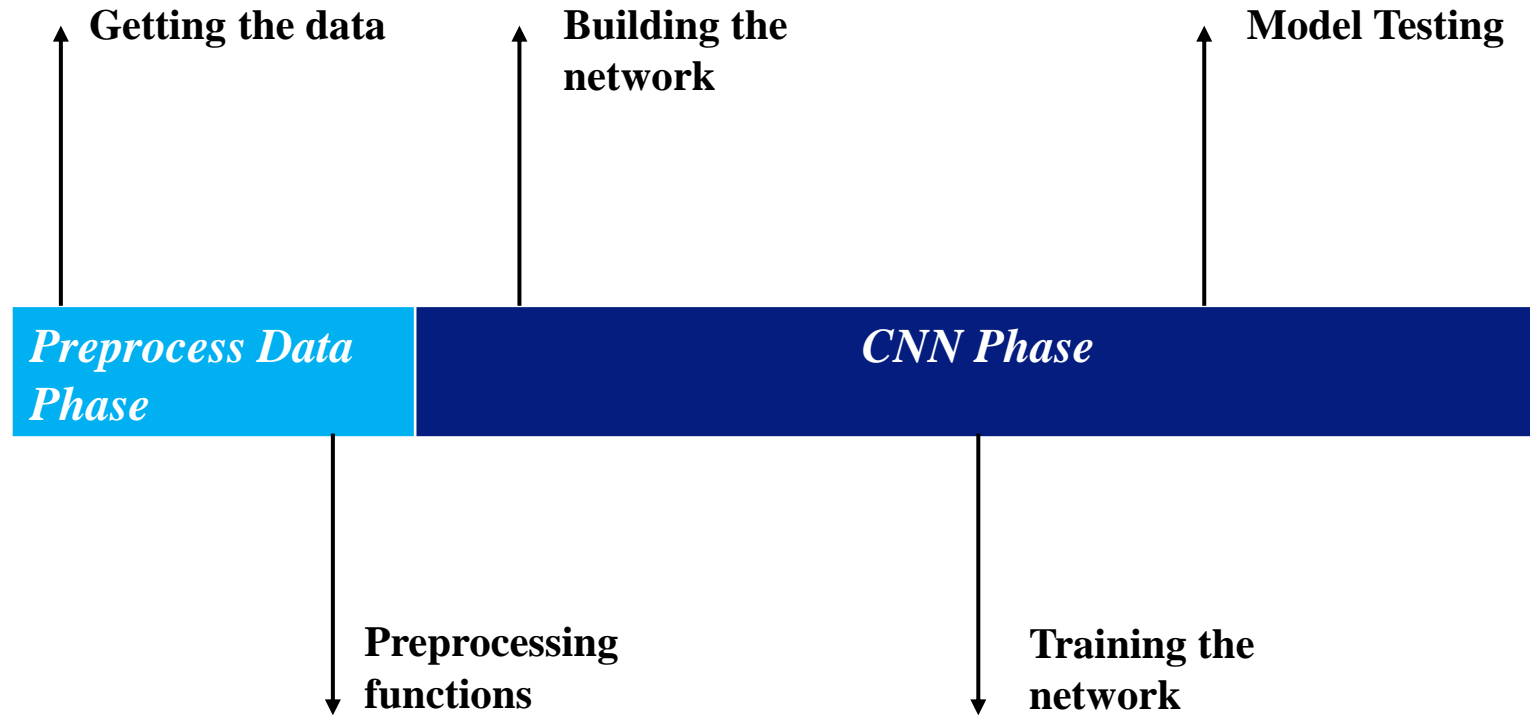 Getting the data
Building the
network
Model Testing
Preprocess Data
Phase
CNN Phase
Preprocessing
functions
Training the
network